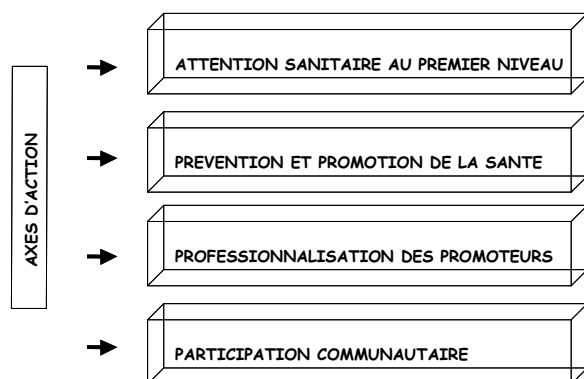 AXES D'ACTION
ATTENTION SANITAIRE AU PREMIER NIVEAU
PREVENTION ET PROMOTION DE LA SANTE
PROFESSIONNALISATION DES PROMOTEURS
PARTICIPATION COMMUNAUTAIRE